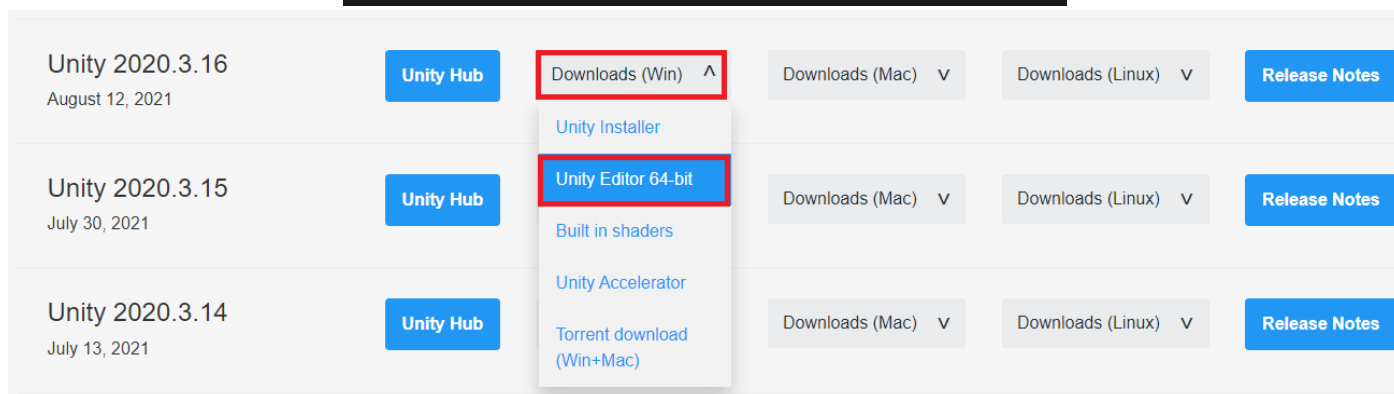 Unity 2020.3.16
August 12, 2021
Unity Hub
Downloads (Win) ^
Downloads (Mac) v
Downloads (Linux) v
Release Notes
Unity Installer
Unity Editor 64-bit
Built in shaders
Unity Accelerator
Torrent download
(Win+Mac)
Unity 2020.3.15
July 30, 2021
Unity Hub
Downloads (Mac) v
Downloads (Linux) v
Release Notes
Unity 2020.3.14
July 13, 2021
Unity Hub
Downloads (Mac) v
Downloads (Linux) v
Release Notes